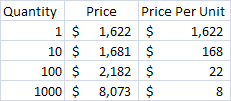 Quantity Price Price Per Unit
1 $ 1,622 $ 1,622
10 $ 1,681 $ 168
100 $ 2,182 $ 22
1000 $ 8,073 $ 8